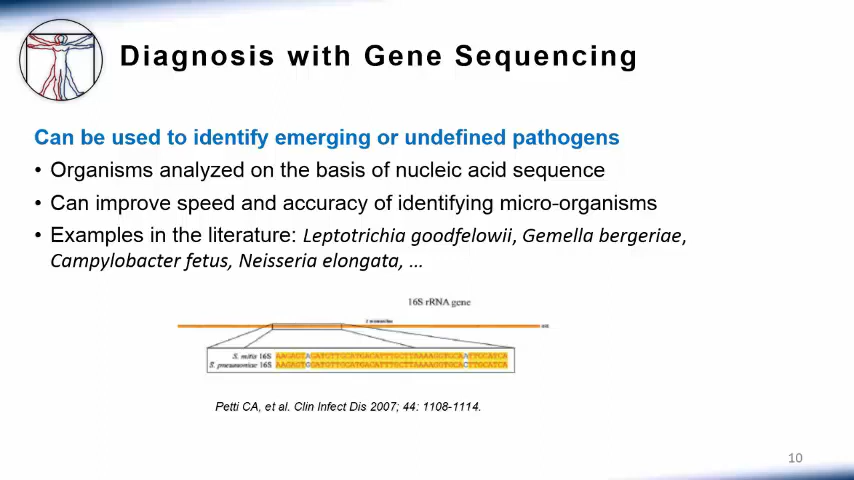 Diagnosis with Gene Sequencing
Can be used to identify emerging or undefined pathogens
• Organisms analyzed on the basis of nucleic acid sequence
• Can improve speed and accuracy of identifying micro-organisms
• Examples in the literature: Leptotrichia goodfelowii, Gemella bergeriae,
Campylobacter fetus, Neisseria elongata, ...
16S rRNA gene
S. mitis 16S
S. pneumoniae 16S
Petti CA, et al. Clin Infect Dis 2007; 44: 1108-1114.
10